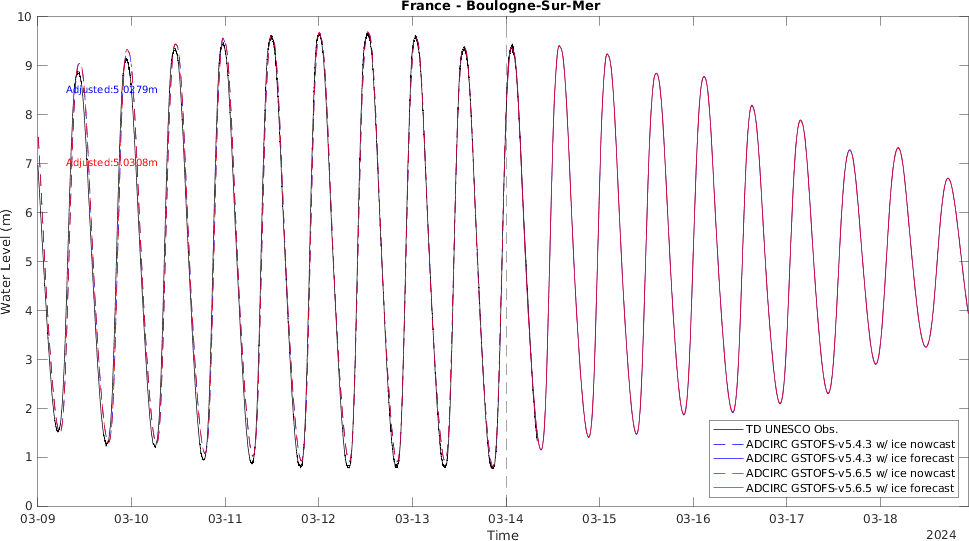 France - Boulogne-Sur-Mer
10
9
8
7
6
5
4
3
2
1
0
Water Level (m)
Adjusted:5.0279m
Adjusted:5.0308m
TD UNESCO Obs.
ADCIRC GSTOFS-v5.4.3 w/ ice nowcast
ADCIRC GSTOFS-v5.4.3 w/ ice forecast
ADCIRC GSTOFS-v5.6.5 w/ ice nowcast
ADCIRC GSTOFS-v5.6.5 w/ ice forecast
03-09 03-10 03-11 03-12 03-13 03-14 03-15 03-16 03-17 03-18
Time
2024